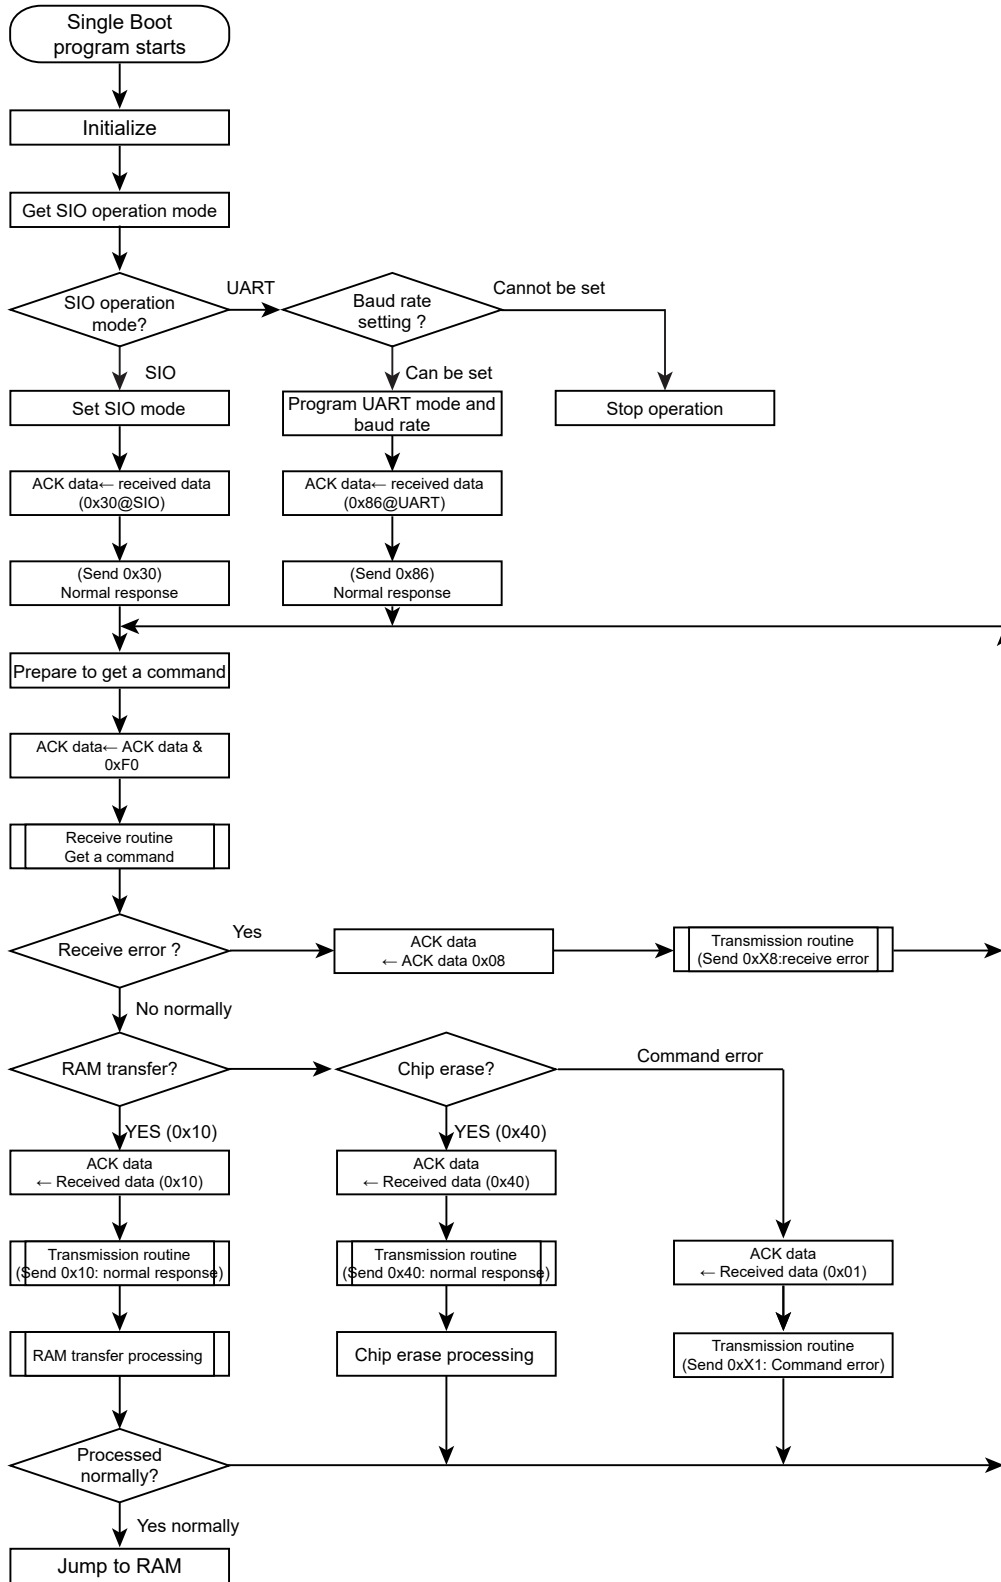 Single Boot
program starts
Initialize
Get SIO operation mode
SIO operation
mode?
UART
Baud rate
setting ?
Cannot be set
SIO
Can be set
Set SIO mode
Program UART mode and
baud rate
Stop operation
ACK data← received data
(0x30@SIO)
ACK data← received data
(0x86@UART)
(Send 0x30)
Normal response
(Send 0x86)
Normal response
Prepare to get a command
ACK data← ACK data &
0xF0
Receive routine
Get a command
Receive error ?
Yes
ACK data
← ACK data 0x08
Transmission routine
(Send 0xX8:receive error
No normally
RAM transfer?
Chip erase?
Command error
YES (0x10)
YES (0x40)
ACK data
← Received data (0x10)
ACK data
← Received data (0x40)
Transmission routine
(Send 0x10: normal response)
Transmission routine
(Send 0x40: normal response)
ACK data
← Received data (0x01)
RAM transfer processing
Chip erase processing
Transmission routine
(Send 0xX1: Command error)
Processed
normally?
Yes normally
Jump to RAM